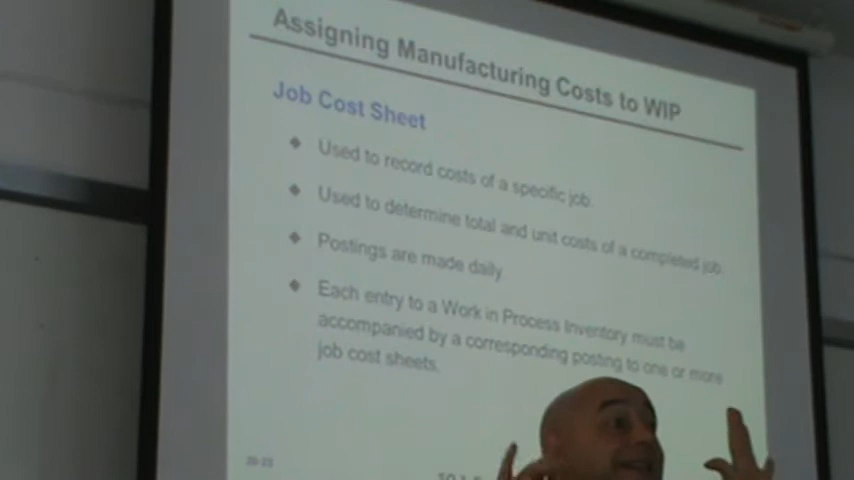 Assigning Manufacturing Costs to WIP
Job Cost Sheet
Used to record costs of a specific job.
Used to determine total and unit costs of a completed job.
Postings are made daily.
Each entry to a Work in Process Inventory must be
accompanied by a corresponding posting to one or more
job cost sheets.